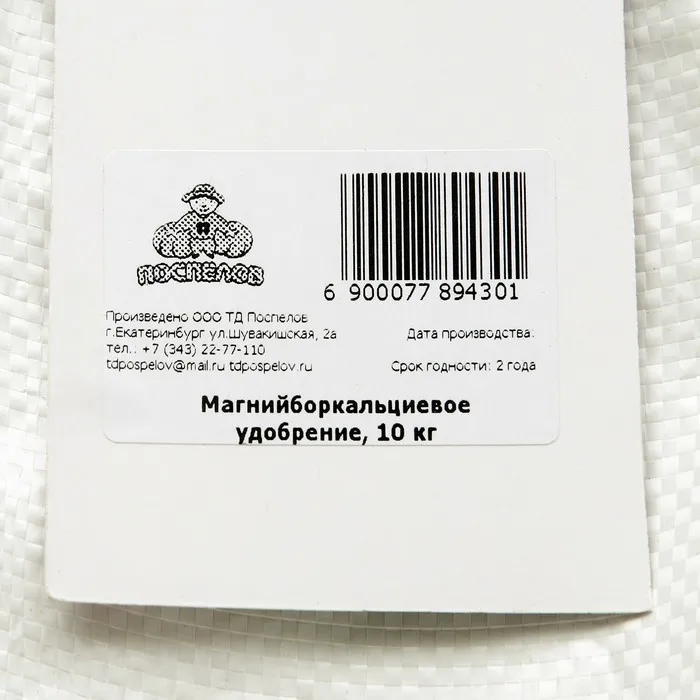 ПОСПЕЛОВ
6 900077 894301
Произведено ООО ТД Поспелов
г.Екатеринбург ул.Шувакишская, 2а
тел.: +7 (343) 22-77-110
tdpospelov@mail.ru tdpospelov.ru
Дата производства:
Срок годности: 2 года
Магнийборкальциевое
удобрение, 10 кг